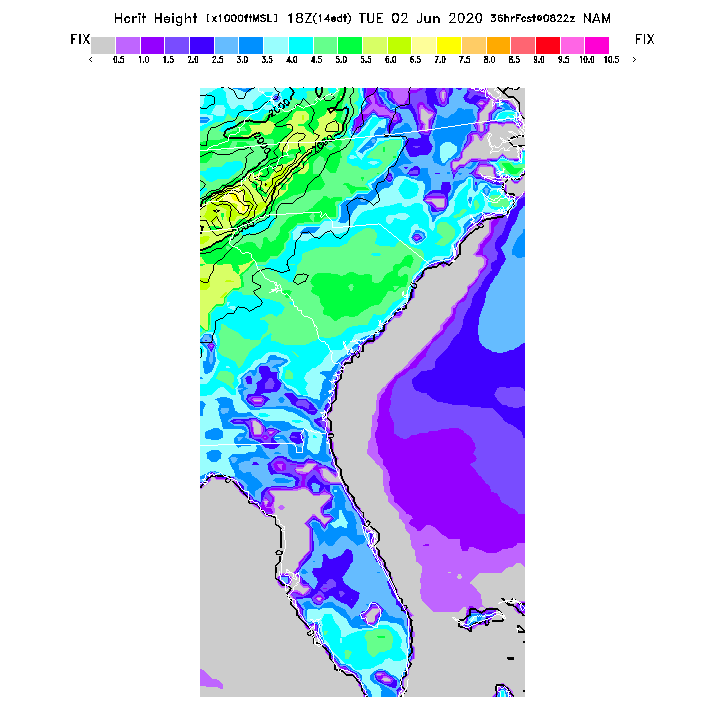 Hcrit Height [x1000ftMSL] 18Z(14edt) TUE 02 Jun 2020 36hrFcst@0822z NAM
FIX FIX
< 0.5 1.0 1.5 2.0 2.5 3.0 3.5 4.0 4.5 5.0 5.5 6.0 6.5 7.0 7.5 8.0 8.5 9.0 9.5 10.0 10.5 >
2000
2000